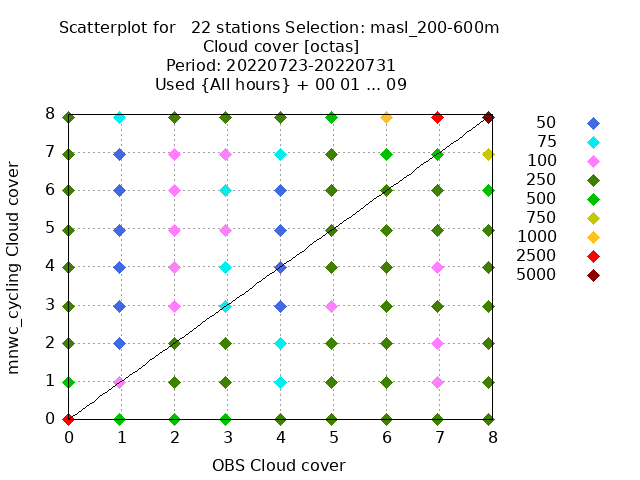 Scatterplot for 22 stations Selection: masl_200-600m
Cloud cover [octas]
Period: 20220723-20220731
Used {All hours} + 00 01 ... 09
8
7
6
5
4
3
2
1
0
mnwc_cycling Cloud cover
0 1 2 3 4 5 6 7 8
OBS Cloud cover
50
75
100
250
500
750
1000
2500
5000